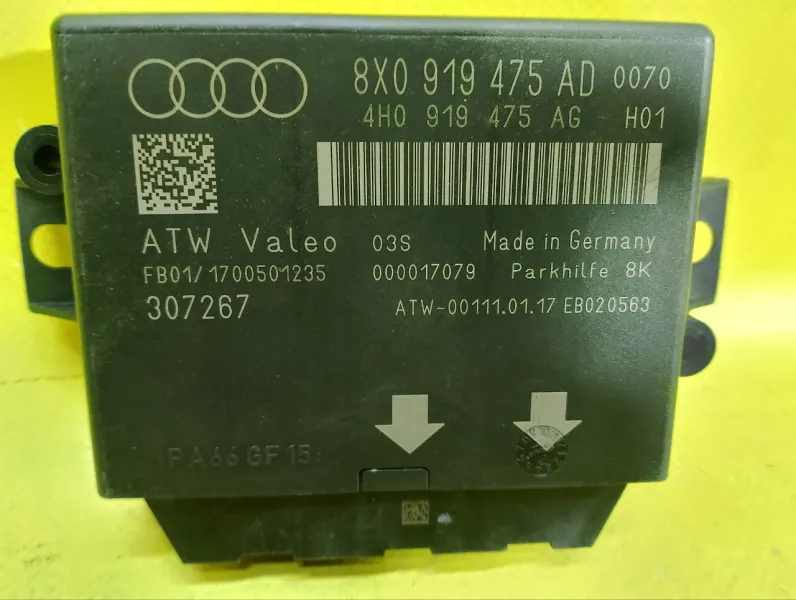 8X0 919 475 AD 0070
4H0 919 475 AG H01
ATW Valeo 03S Made in Germany
FB01/1700501235 000017079 Parkhilfe 8K
307267 ATW-00111.01.17 EB020563
PA66 GF15